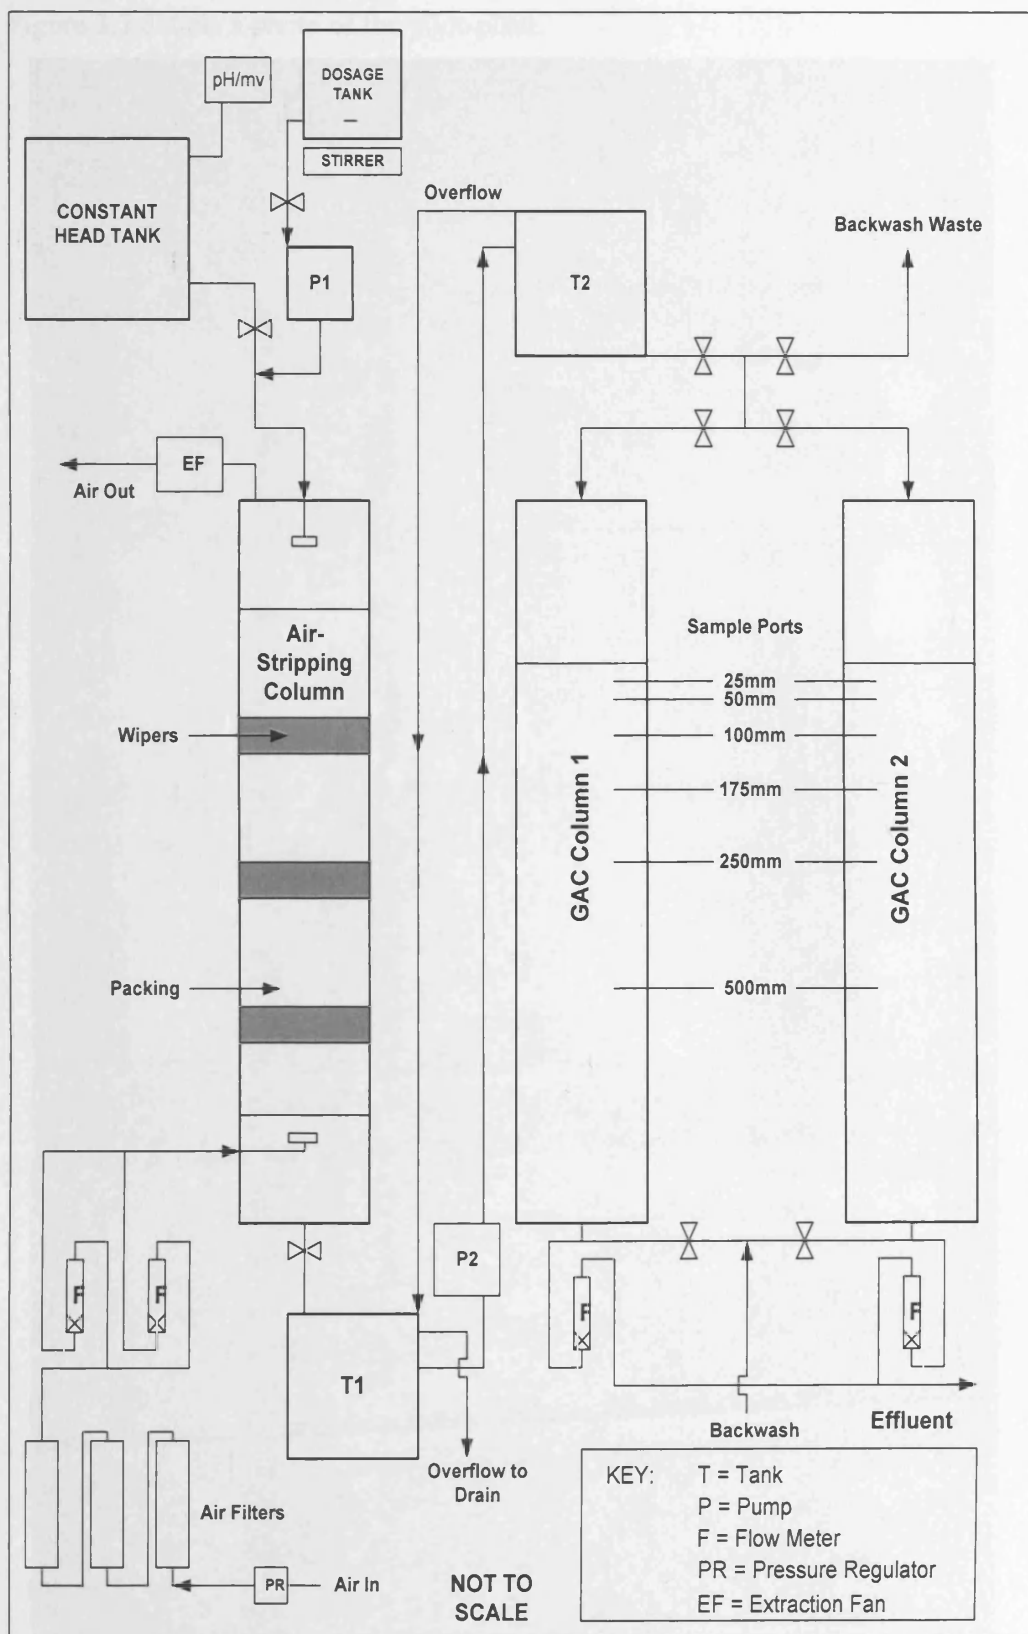 pH/mv
DOSAGE
TANK
STIRRER
CONSTANT
HEAD TANK
P1
Overflow
T2
Backwash Waste
EF
Air Out
Air-
Stripping
Column
Wipers
Packing
Sample Ports
25mm
50mm
100mm
175mm
250mm
500mm
GAC Column 1
GAC Column 2
P2
F
F
F
F
T1
Backwash
Effluent
Overflow to
Drain
Air Filters
PR
Air In
NOT TO
SCALE
KEY: T = Tank
P = Pump
F = Flow Meter
PR = Pressure Regulator
EF = Extraction Fan